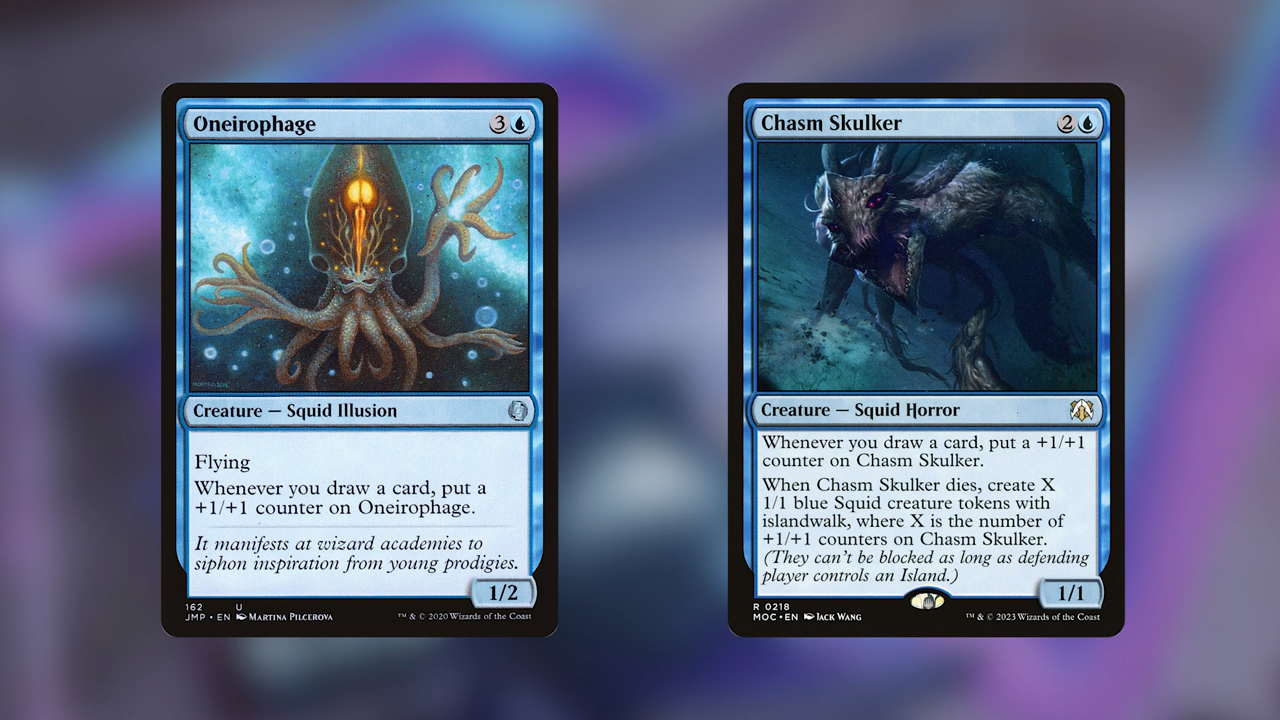 Oneirophage 3
Creature — Squid Illusion
Flying
Whenever you draw a card, put a
+1/+1 counter on Oneirophage.
It manifests at wizard academies to
siphon inspiration from young prodigies.
1/2
162 U
JMP • EN Martina Pilcerova ™ & © 2020 Wizards of the Coast
Chasm Skulker 2
Creature — Squid Horror
Whenever you draw a card, put a +1/+1
counter on Chasm Skulker.
When Chasm Skulker dies, create X
1/1 blue Squid creature tokens with
islandwalk, where X is the number of
+1/+1 counters on Chasm Skulker.
(They can't be blocked as long as defending
player controls an Island.)
1/1
R 0218
MOC • EN Jack Wang ™ & © 2023 Wizards of the Coast